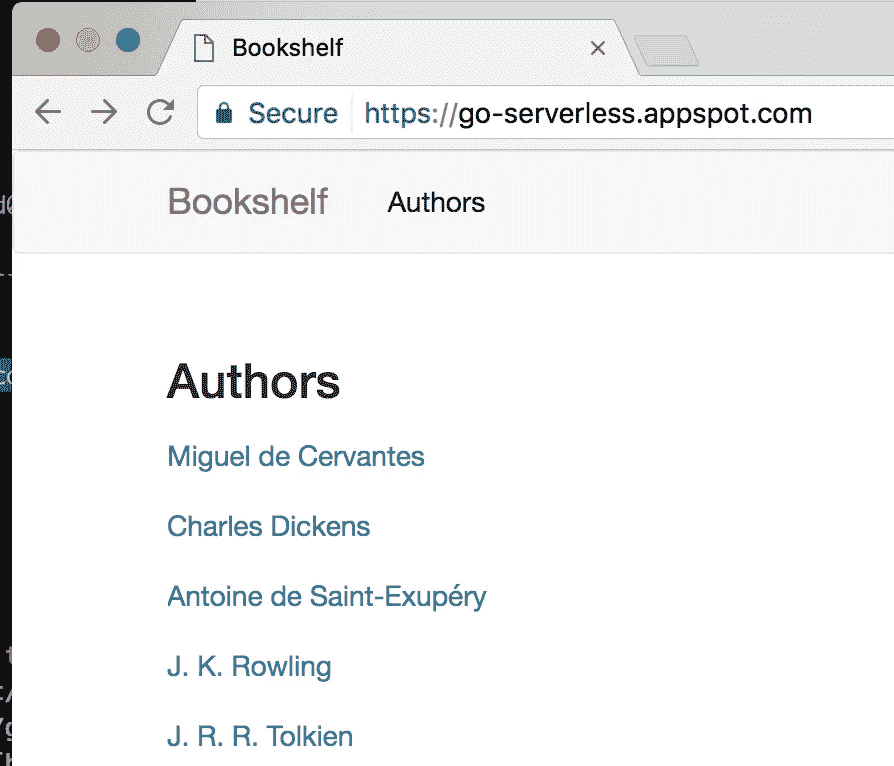 Bookshelf
Secure https://go-serverless.appspot.com
Bookshelf Authors
Authors
Miguel de Cervantes
Charles Dickens
Antoine de Saint-Exupéry
J. K. Rowling
J. R. R. Tolkien